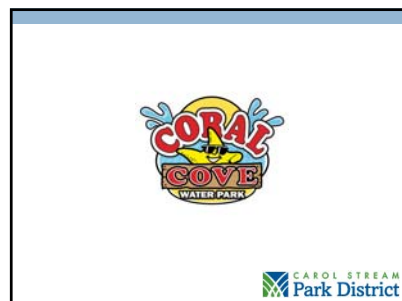 CORAL
COVE
WATER PARK
CAROL STREAM
Park District